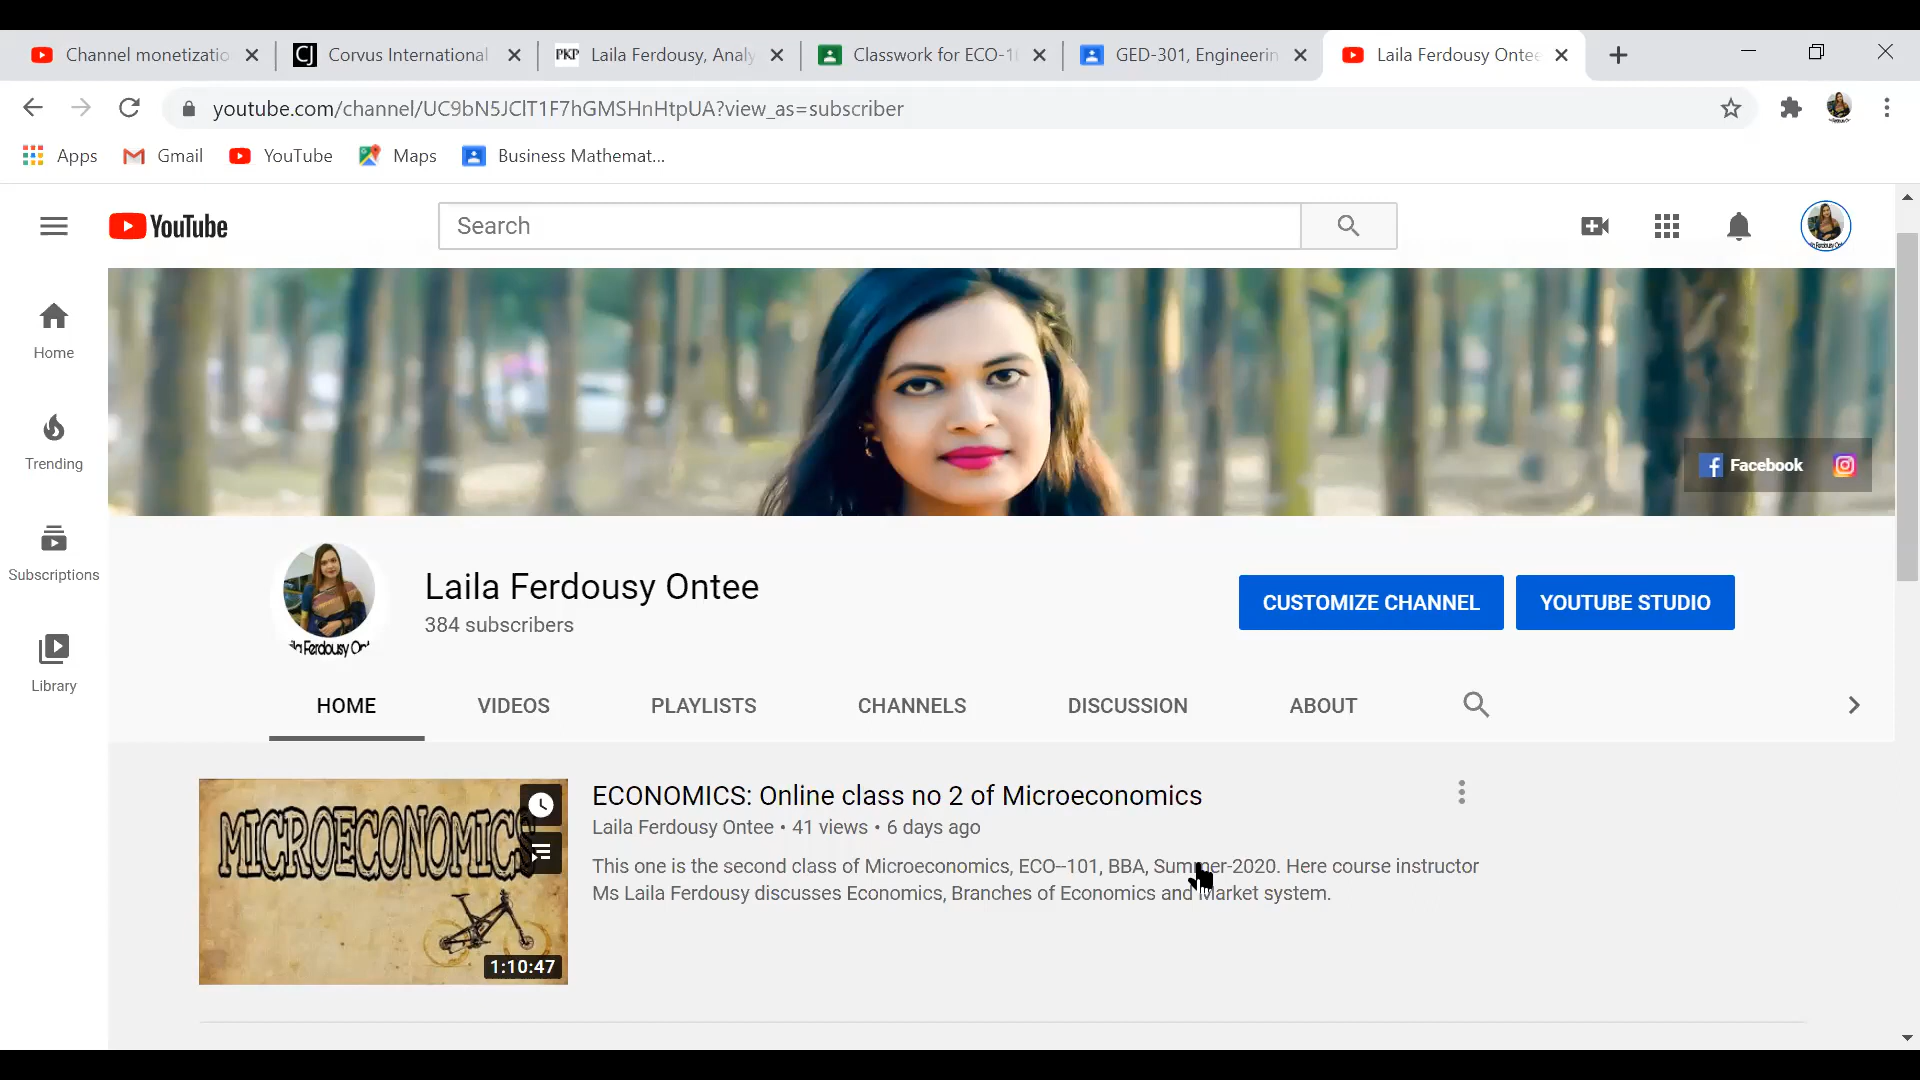 Channel monetizatio
CJ Corvus International
PKP Laila Ferdousy, Analy
Classwork for ECO-1
GED-301, Engineerin
Laila Ferdousy Ontee
youtube.com/channel/UC9bN5JClT1F7hGMSHnHtpUA?view_as=subscriber
Apps
Gmail
YouTube
Maps
Business Mathemat...
YouTube
Search
Home
Trending
Subscriptions
Library
Facebook
Laila Ferdousy Ontee
384 subscribers
CUSTOMIZE CHANNEL
YOUTUBE STUDIO
HOME
VIDEOS
PLAYLISTS
CHANNELS
DISCUSSION
ABOUT
MICROECONOMICS
1:10:47
ECONOMICS: Online class no 2 of Microeconomics
Laila Ferdousy Ontee • 41 views • 6 days ago
This one is the second class of Microeconomics, ECO--101, BBA, Summer-2020. Here course instructor
Ms Laila Ferdousy discusses Economics, Branches of Economics and Market system.